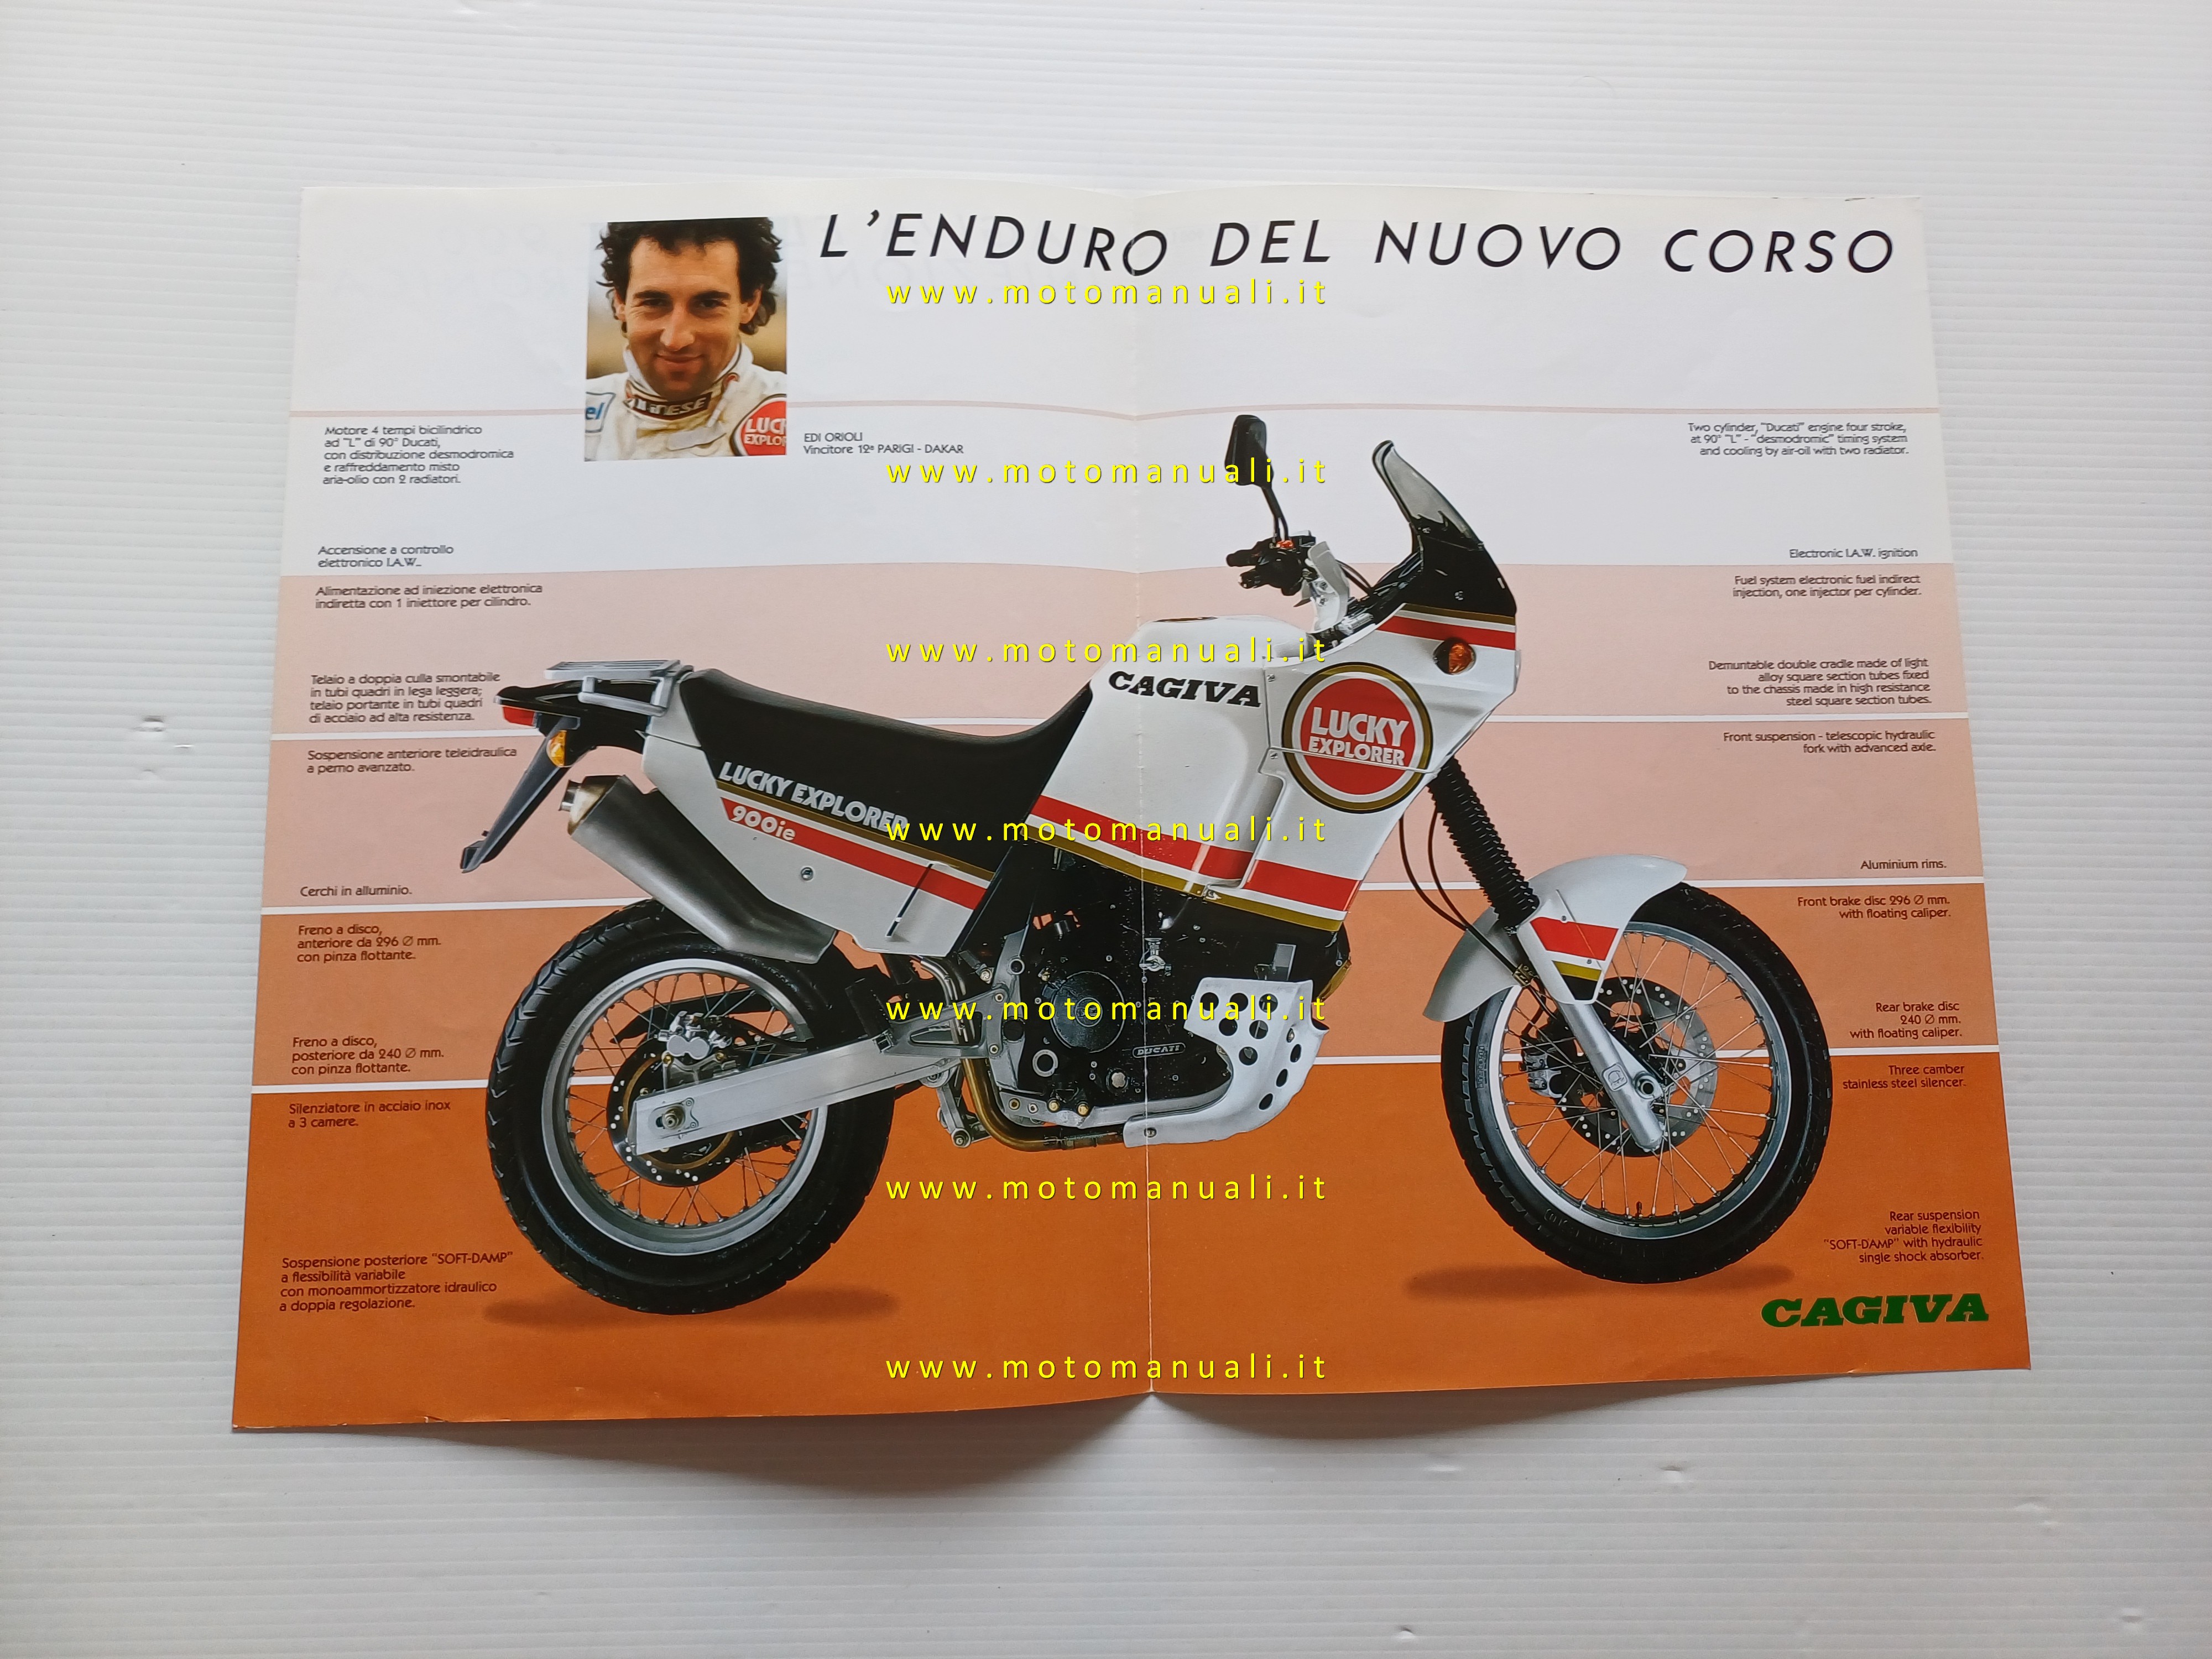 L'ENDURO DEL NUOVO CORSO
www.motomanuali.it
el
DAINESE
LUCK
EXPLOR
EDI ORIOLI
Vincitore 12ª PARIGI - DAKAR
www.motomanuali.it
Motore 4 tempi bicilindrico
ad "L" di 90° Ducati,
con distribuzione desmodromica
e raffreddamento misto
aria-olio con 2 radiatori.
Accensione a controllo
elettronico I.A.W..
Alimentazione ad iniezione elettronica
indiretta con 1 iniettore per cilindro.
Telaio a doppia culla smontabile
in tubi quadri in lega leggera;
telaio portante in tubi quadri
di acciaio ad alta resistenza.
Sospensione anteriore teleidraulica
a perno avanzato.
Cerchi in alluminio.
Freno a disco,
anteriore da 296 Ø mm.
con pinza flottante.
Freno a disco,
posteriore da 240 Ø mm.
con pinza flottante.
Silenziatore in acciaio inox
a 3 camere.
Sospensione posteriore "SOFT-DAMP"
a flessibilità variabile
con monoammortizzatore idraulico
a doppia regolazione.
www.motomanuali.it
CAGIVA
LUCKY
EXPLORER
LUCKY EXPLORER
900ie
www.motomanuali.it
www.motomanuali.it
DUCATI
www.motomanuali.it
www.motomanuali.it
Two cylinder, "Ducati" engine four stroke,
at 90° "L" - "desmodromic" timing system
and cooling by air-oil with two radiator.
Electronic I.A.W. ignition
Fuel system electronic fuel indirect
injection, one injector per cylinder.
Demuntable double cradle made of light
alloy square section tubes fixed
to the chassis made in high resistance
steel square section tubes.
Front suspension - telescopic hydraulic
fork with advanced axle.
Aluminium rims.
Front brake disc 296 Ø mm.
with floating caliper.
Rear brake disc
240 Ø mm.
with floating caliper.
Three camber
stainless steel silencer.
Rear suspension
variable flexibility
"SOFT-DAMP" with hydraulic
single shock absorber.
CAGIVA